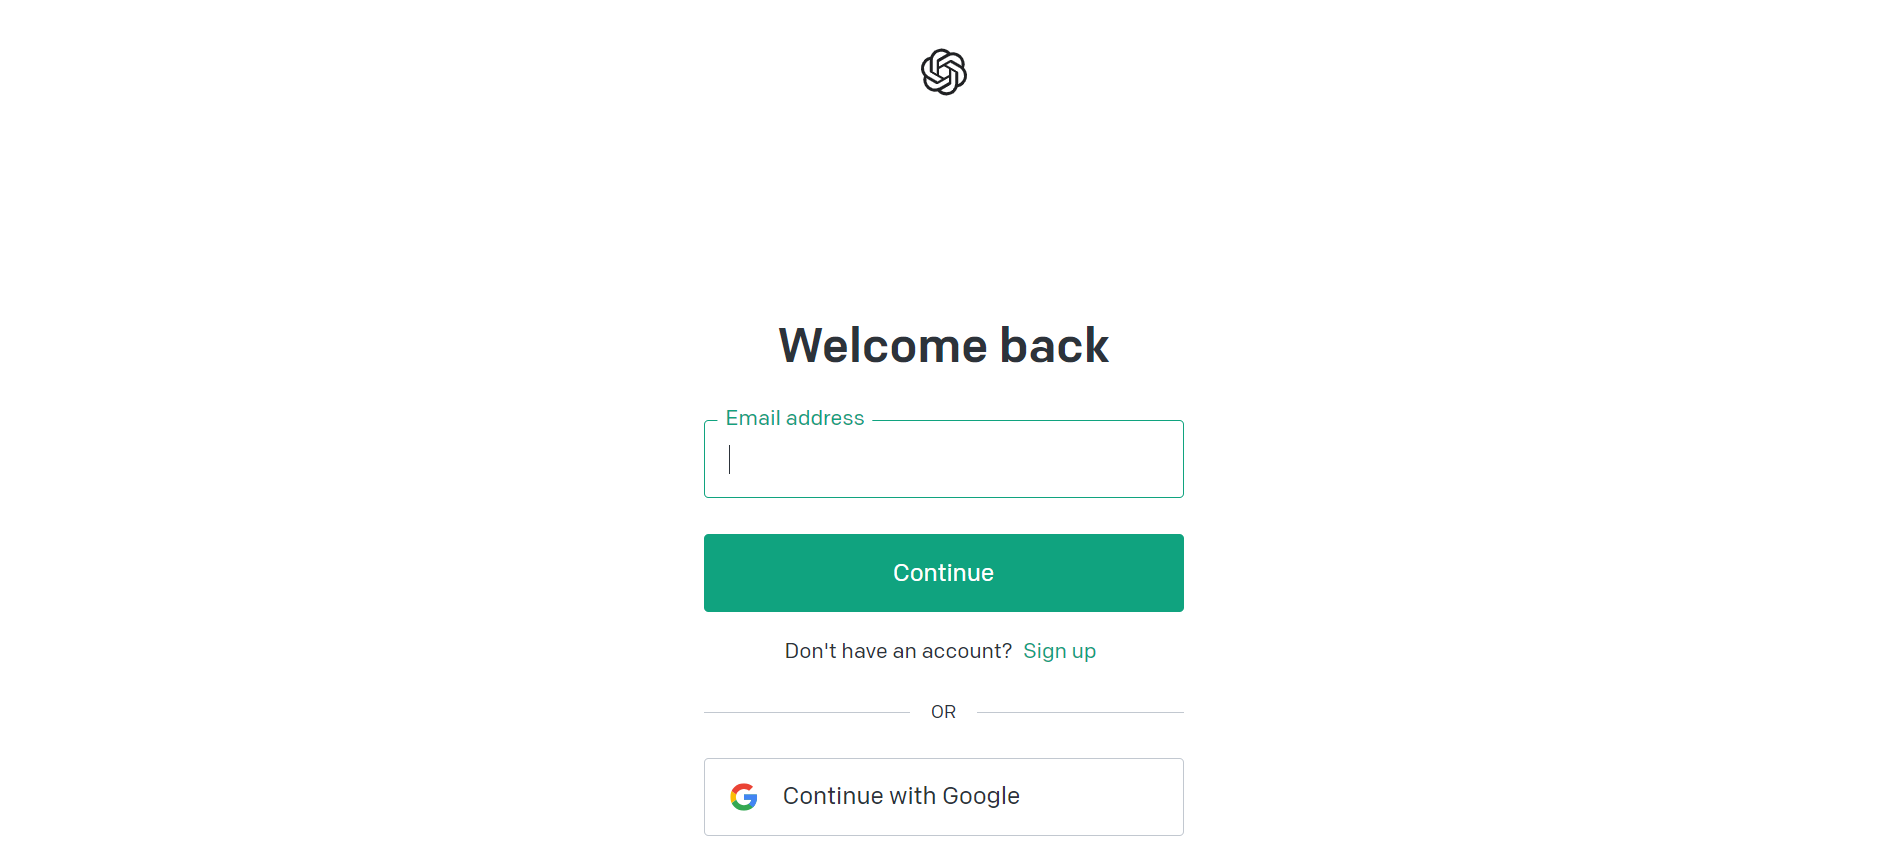 Welcome back
Email address
Continue
Don't have an account? Sign up
OR
Continue with Google